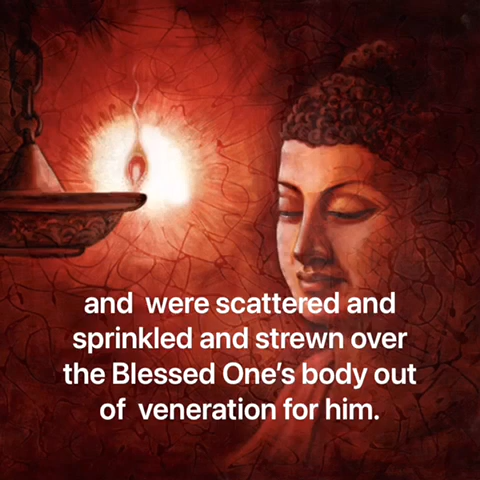 and  were scattered and
sprinkled and strewn over
the Blessed One’s body out
of  veneration for him.